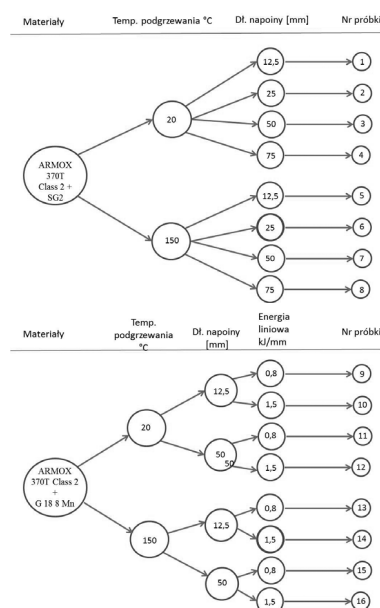 Materiały Temp. podgrzewania °C Dł. napoiny [mm] Nr próbki
12,5 1
25 2
20
50 3
75 4
ARMOX
370T
Class 2 +
SG2
12,5 5
25 6
150
50 7
75 8
Materiały Temp. podgrzewania °C Dł. napoiny [mm] Energia liniowa kJ/mm Nr próbki
0,8 9
12,5
1,5 10
20
0,8 11
50
50
1,5 12
ARMOX
370T Class 2
+
G 18 8 Mn
0,8 13
12,5
1,5 14
150
0,8 15
50
1,5 16